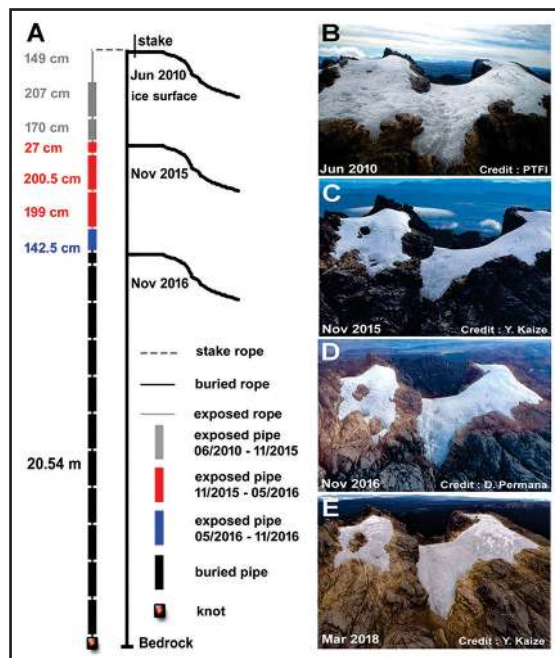 A
stake
149 cm
Jun 2010
ice surface
207 cm
170 cm
27 cm
200.5 cm
Nov 2015
199 cm
142.5 cm
Nov 2016
stake rope
buried rope
exposed rope
exposed pipe
06/2010 - 11/2015
20.54 m
exposed pipe
11/2015 - 05/2016
exposed pipe
05/2016 - 11/2016
buried pipe
knot
Bedrock
B
Jun 2010
Credit : PTFI
C
Nov 2015
Credit : Y. Kaize
D
Nov 2016
Credit : D. Permana
E
Mar 2018
Credit : Y. Kaize